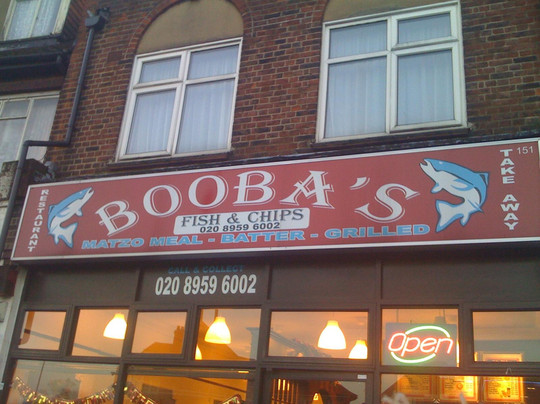 RESTAURANT
BOOBA'S
FISH & CHIPS
020 8959 6002
MATZO MEAL - BATTER - GRILLED
TAKE AWAY
151
CALL & COLLECT
020 8959 6002
Open